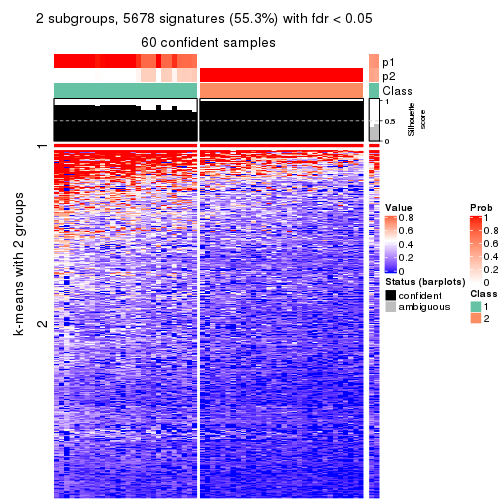 2 subgroups, 5678 signatures (55.3%) with fdr < 0.05
60 confident samples
p1
p2
Class
1
0.5
0
Silhouette
score
k-means with 2 groups
1
2
Value
0.8
0.6
0.4
0.2
0
Prob
1
0.8
0.6
0.4
0.2
0
Status (barplots)
confident
ambiguous
Class
1
2